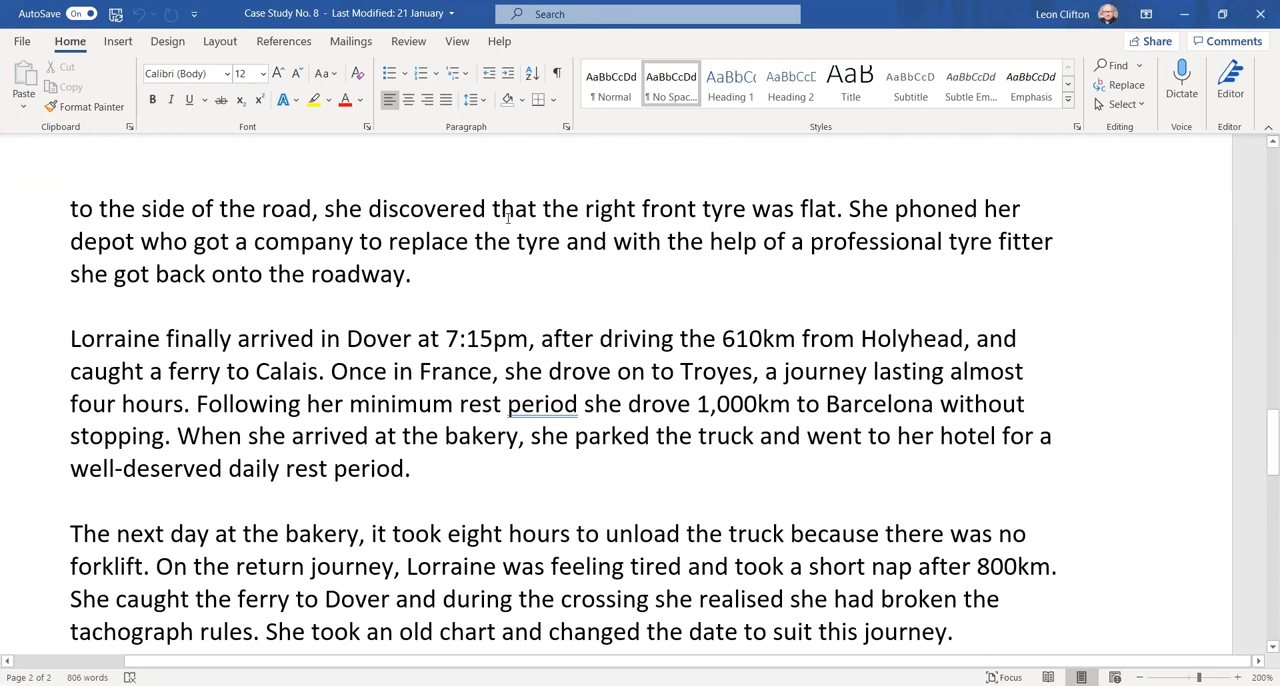 AutoSave On Case Study No. 8 - Last Modified: 21 January Search Leon Clifton
File Home Insert Design Layout References Mailings Review View Help Share Comments
Paste Cut Copy Format Painter Clipboard
Calibri (Body) 12 Aa Font
B I U ab x₂ x² A A
Paragraph
AaBbCcDd AaBbCcDd AaBbCc AaBbCcE AaB AaBbCcD AaBbCcDd AaBbCcDd
¶ Normal ¶ No Spac... Heading 1 Heading 2 Title Subtitle Subtle Em... Emphasis
Styles
Find Replace Select Editing
Dictate Voice
Editor Editor
to the side of the road, she discovered that the right front tyre was flat. She phoned her
depot who got a company to replace the tyre and with the help of a professional tyre fitter
she got back onto the roadway.
Lorraine finally arrived in Dover at 7:15pm, after driving the 610km from Holyhead, and
caught a ferry to Calais. Once in France, she drove on to Troyes, a journey lasting almost
four hours. Following her minimum rest period she drove 1,000km to Barcelona without
stopping. When she arrived at the bakery, she parked the truck and went to her hotel for a
well-deserved daily rest period.
The next day at the bakery, it took eight hours to unload the truck because there was no
forklift. On the return journey, Lorraine was feeling tired and took a short nap after 800km.
She caught the ferry to Dover and during the crossing she realised she had broken the
tachograph rules. She took an old chart and changed the date to suit this journey.
Page 2 of 2 806 words Focus 200%